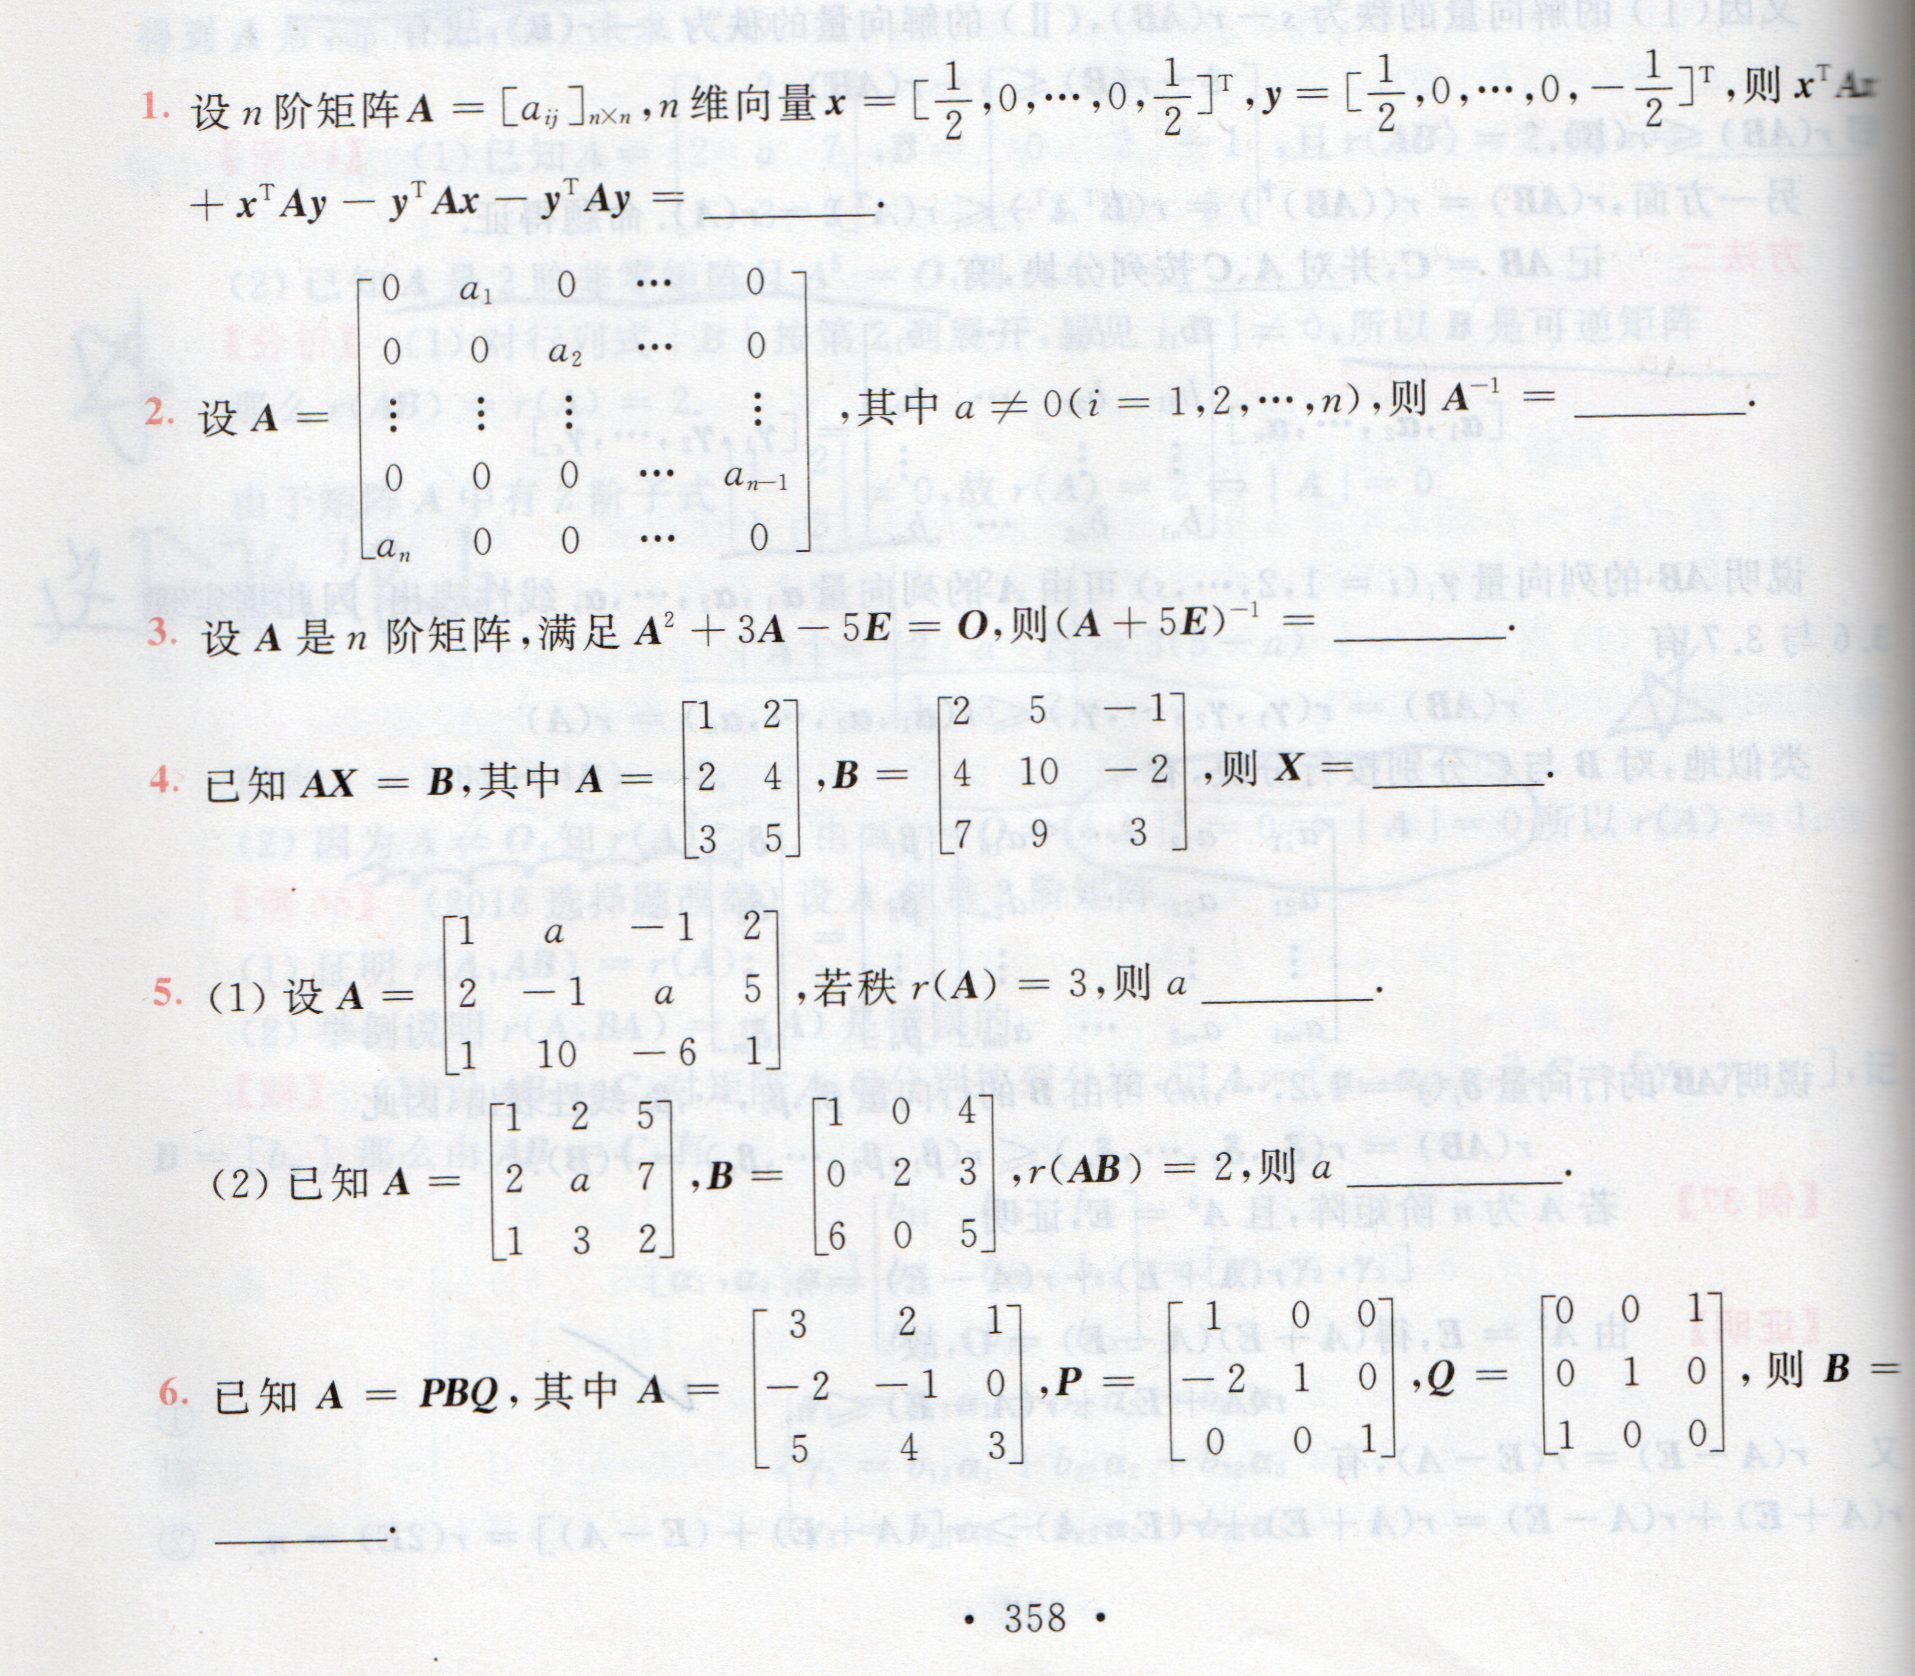 1. 设 n 阶矩阵 A = [a_ij]_{n×n}, n 维向量 x = [1/2, 0, ⋯, 0, 1/2]^T, y = [1/2, 0, ⋯, 0, −1/2]^T, 则 x^T Ax
+ x^T Ay − y^T Ax − y^T Ay = ________.
2. 设 A = [0 a_1 0 ⋯ 0; 0 0 a_2 ⋯ 0; ⋮ ⋮ ⋮ ⋮; 0 0 0 ⋯ a_{n−1}; a_n 0 0 ⋯ 0], 其中 a ≠ 0(i = 1,2,⋯,n), 则 A^{−1} = ________.
3. 设 A 是 n 阶矩阵, 满足 A² + 3A − 5E = O, 则 (A + 5E)^{−1} = ________.
4. 已知 AX = B, 其中 A = [1 2; 2 4; 3 5], B = [2 5 −1; 4 10 −2; 7 9 3], 则 X = ________.
5. (1) 设 A = [1 a −1 2; 2 −1 a 5; 1 10 −6 1], 若秩 r(A) = 3, 则 a ________.
(2) 已知 A = [1 2 5; 2 a 7; 1 3 2], B = [1 0 4; 0 2 3; 6 0 5], r(AB) = 2, 则 a ________.
6. 已知 A = PBQ, 其中 A = [3 2 1; −2 −1 0; 5 4 3], P = [1 0 0; −2 1 0; 0 0 1], Q = [0 0 1; 0 1 0; 1 0 0], 则 B =
________.
· 358 ·